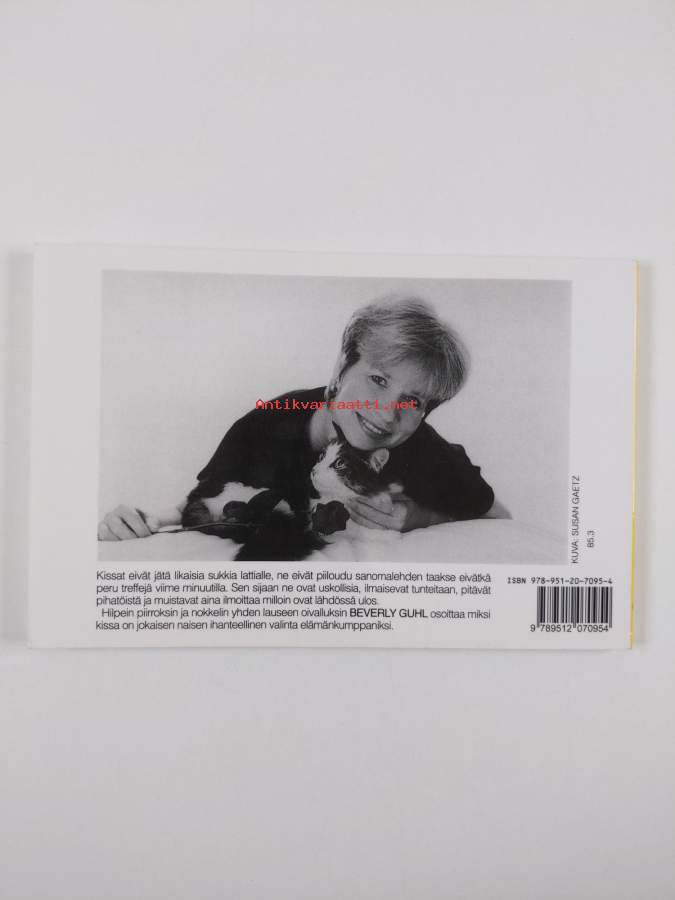 Antikvariaatti.net
KUVA: SUSAN GAETZ
85.3
Kissat eivät jätä likaisia sukkia lattialle, ne eivät piiloudu sanomalehden taakse eivätkä
peru treffejä viime minuutilla. Sen sijaan ne ovat uskollisia, ilmaisevat tunteitaan, pitävät
pihatöistä ja muistavat aina ilmoittaa milloin ovat lähdössä ulos.
Hilpein piirroksin ja nokkelin yhden lauseen oivalluksin BEVERLY GUHL osoittaa miksi
kissa on jokaisen naisen ihanteellinen valinta elämänkumppaniksi.
ISBN 978-951-20-7095-4
9 789512 070954